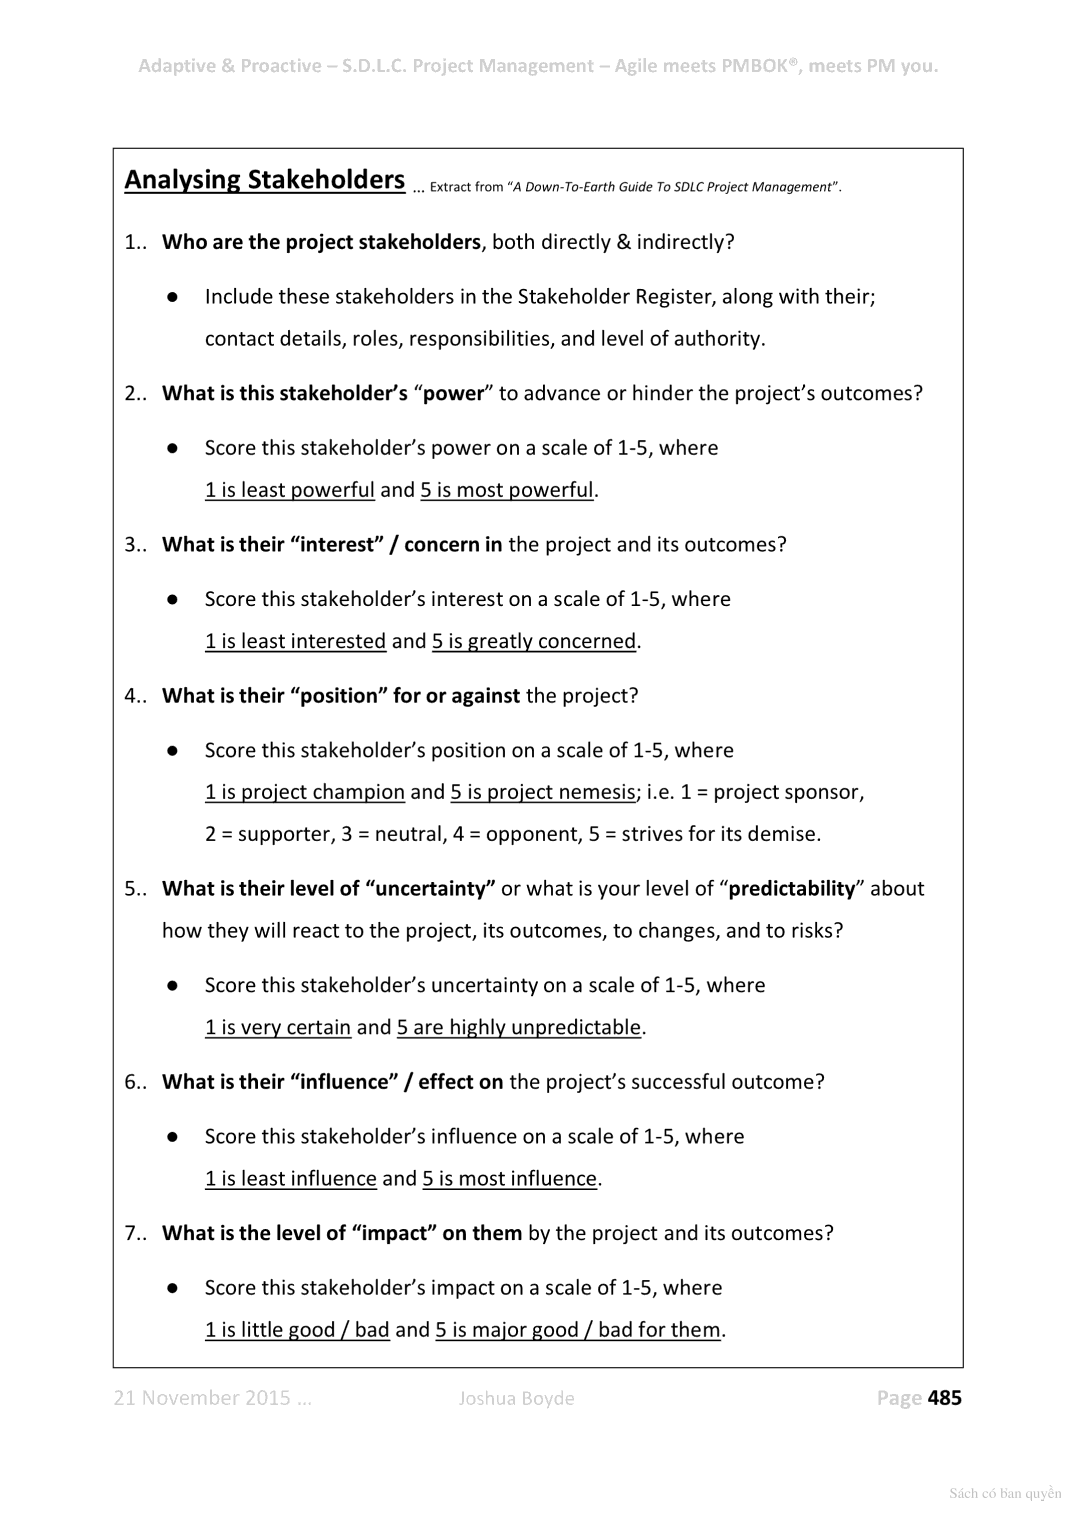 Adaptive & Proactive – S.D.L.C. Project Management – Agile meets PMBOK®, meets PM you.
Analysing Stakeholders ... Extract from “A Down-To-Earth Guide To SDLC Project Management”.
1.. Who are the project stakeholders, both directly & indirectly?
● Include these stakeholders in the Stakeholder Register, along with their;
contact details, roles, responsibilities, and level of authority.
2.. What is this stakeholder’s “power” to advance or hinder the project’s outcomes?
● Score this stakeholder’s power on a scale of 1-5, where
1 is least powerful and 5 is most powerful.
3.. What is their “interest” / concern in the project and its outcomes?
● Score this stakeholder’s interest on a scale of 1-5, where
1 is least interested and 5 is greatly concerned.
4.. What is their “position” for or against the project?
● Score this stakeholder’s position on a scale of 1-5, where
1 is project champion and 5 is project nemesis; i.e. 1 = project sponsor,
2 = supporter, 3 = neutral, 4 = opponent, 5 = strives for its demise.
5.. What is their level of “uncertainty” or what is your level of “predictability” about
how they will react to the project, its outcomes, to changes, and to risks?
● Score this stakeholder’s uncertainty on a scale of 1-5, where
1 is very certain and 5 are highly unpredictable.
6.. What is their “influence” / effect on the project’s successful outcome?
● Score this stakeholder’s influence on a scale of 1-5, where
1 is least influence and 5 is most influence.
7.. What is the level of “impact” on them by the project and its outcomes?
● Score this stakeholder’s impact on a scale of 1-5, where
1 is little good / bad and 5 is major good / bad for them.
21 November 2015 ... Joshua Boyde Page 485
Sách có bản quyền